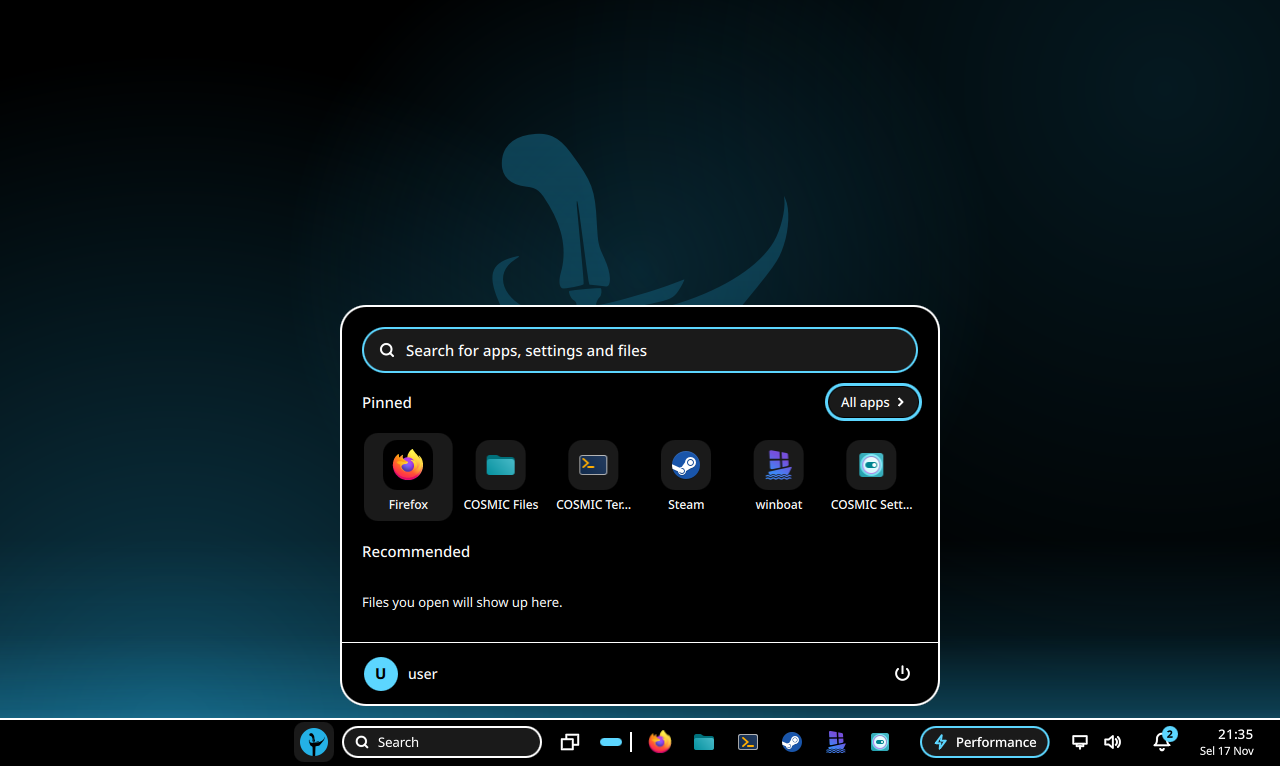 Search for apps, settings and files
Pinned
All apps
Firefox
COSMIC Files
COSMIC Ter...
Steam
winboat
COSMIC Sett...
Recommended
Files you open will show up here.
U
user
Search
Performance
2
21:35
Sel 17 Nov